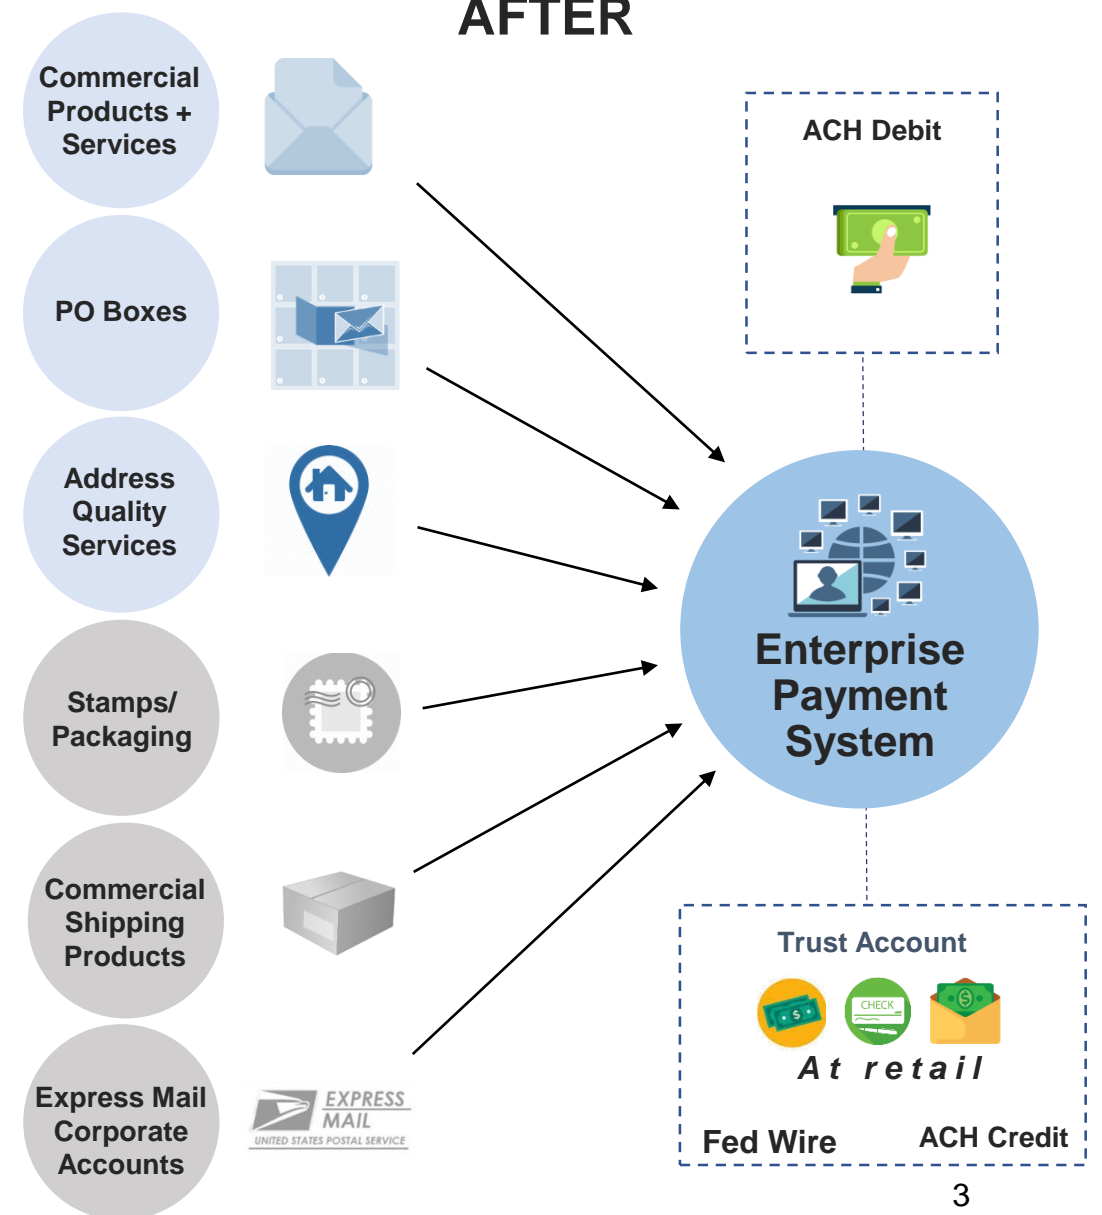 AFTER
Commercial
Products +
Services
ACH Debit
PO Boxes
Address
Quality
Services
Enterprise
Payment
System
Stamps/
Packaging
Commercial
Shipping
Products
Trust Account
CHECK
At retail
Fed Wire
ACH Credit
Express Mail
Corporate
Accounts
EXPRESS
MAIL
UNITED STATES POSTAL SERVICE
3